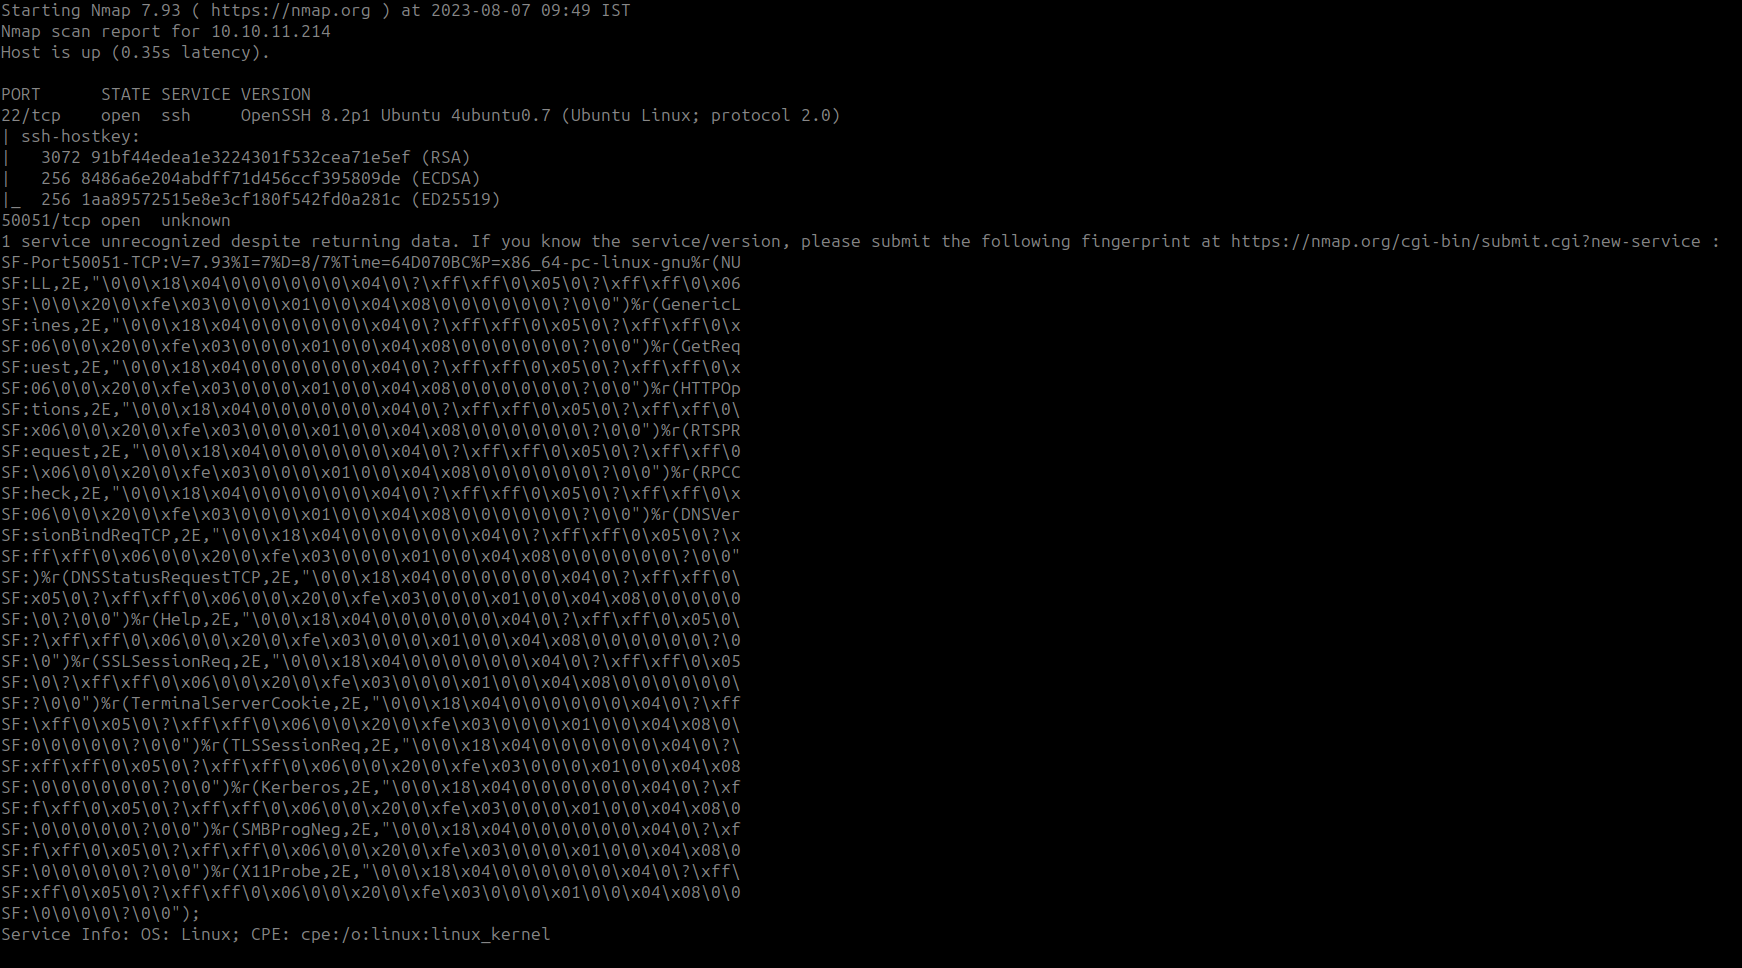 Starting Nmap 7.93 ( https://nmap.org ) at 2023-08-07 09:49 IST
Nmap scan report for 10.10.11.214
Host is up (0.35s latency).
PORT      STATE SERVICE VERSION
22/tcp    open  ssh     OpenSSH 8.2p1 Ubuntu 4ubuntu0.7 (Ubuntu Linux; protocol 2.0)
| ssh-hostkey:
|   3072 91bf44edea1e3224301f532cea71e5ef (RSA)
|   256 8486a6e204abdff71d456ccf395809de (ECDSA)
|_  256 1aa89572515e8e3cf180f542fd0a281c (ED25519)
50051/tcp open  unknown
1 service unrecognized despite returning data. If you know the service/version, please submit the following fingerprint at https://nmap.org/cgi-bin/submit.cgi?new-service :
SF-Port50051-TCP:V=7.93%I=7%D=8/7%Time=64D070BC%P=x86_64-pc-linux-gnu%r(NU
SF:LL,2E,"\0\0\x18\x04\0\0\0\0\0\0\x04\0\?\xff\xff\0\x05\0\?\xff\xff\0\x06
SF:\0\0\x20\0\xfe\x03\0\0\0\x01\0\0\x04\x08\0\0\0\0\0\0\?\0\0")%r(GenericL
SF:ines,2E,"\0\0\x18\x04\0\0\0\0\0\0\x04\0\?\xff\xff\0\x05\0\?\xff\xff\0\x
SF:06\0\0\x20\0\xfe\x03\0\0\0\x01\0\0\x04\x08\0\0\0\0\0\0\?\0\0")%r(GetReq
SF:uest,2E,"\0\0\x18\x04\0\0\0\0\0\0\x04\0\?\xff\xff\0\x05\0\?\xff\xff\0\x
SF:06\0\0\x20\0\xfe\x03\0\0\0\x01\0\0\x04\x08\0\0\0\0\0\0\?\0\0")%r(HTTPOp
SF:tions,2E,"\0\0\x18\x04\0\0\0\0\0\0\x04\0\?\xff\xff\0\x05\0\?\xff\xff\0\
SF:x06\0\0\x20\0\xfe\x03\0\0\0\x01\0\0\x04\x08\0\0\0\0\0\0\?\0\0")%r(RTSPR
SF:equest,2E,"\0\0\x18\x04\0\0\0\0\0\0\x04\0\?\xff\xff\0\x05\0\?\xff\xff\0
SF:\x06\0\0\x20\0\xfe\x03\0\0\0\x01\0\0\x04\x08\0\0\0\0\0\0\?\0\0")%r(RPCC
SF:heck,2E,"\0\0\x18\x04\0\0\0\0\0\0\x04\0\?\xff\xff\0\x05\0\?\xff\xff\0\x
SF:06\0\0\x20\0\xfe\x03\0\0\0\x01\0\0\x04\x08\0\0\0\0\0\0\?\0\0")%r(DNSVer
SF:sionBindReqTCP,2E,"\0\0\x18\x04\0\0\0\0\0\0\x04\0\?\xff\xff\0\x05\0\?\x
SF:ff\xff\0\x06\0\0\x20\0\xfe\x03\0\0\0\x01\0\0\x04\x08\0\0\0\0\0\0\?\0\0"
SF:)%r(DNSStatusRequestTCP,2E,"\0\0\x18\x04\0\0\0\0\0\0\x04\0\?\xff\xff\0\
SF:x05\0\?\xff\xff\0\x06\0\0\x20\0\xfe\x03\0\0\0\x01\0\0\x04\x08\0\0\0\0\0
SF:\0\?\0\0")%r(Help,2E,"\0\0\x18\x04\0\0\0\0\0\0\x04\0\?\xff\xff\0\x05\0\
SF:?\xff\xff\0\x06\0\0\x20\0\xfe\x03\0\0\0\x01\0\0\x04\x08\0\0\0\0\0\0\?\0
SF:\0")%r(SSLSessionReq,2E,"\0\0\x18\x04\0\0\0\0\0\0\x04\0\?\xff\xff\0\x05
SF:\0\?\xff\xff\0\x06\0\0\x20\0\xfe\x03\0\0\0\x01\0\0\x04\x08\0\0\0\0\0\0\
SF:?\0\0")%r(TerminalServerCookie,2E,"\0\0\x18\x04\0\0\0\0\0\0\x04\0\?\xff
SF:\xff\0\x05\0\?\xff\xff\0\x06\0\0\x20\0\xfe\x03\0\0\0\x01\0\0\x04\x08\0\
SF:0\0\0\0\0\?\0\0")%r(TLSSessionReq,2E,"\0\0\x18\x04\0\0\0\0\0\0\x04\0\?\
SF:xff\xff\0\x05\0\?\xff\xff\0\x06\0\0\x20\0\xfe\x03\0\0\0\x01\0\0\x04\x08
SF:\0\0\0\0\0\0\?\0\0")%r(Kerberos,2E,"\0\0\x18\x04\0\0\0\0\0\0\x04\0\?\xf
SF:f\xff\0\x05\0\?\xff\xff\0\x06\0\0\x20\0\xfe\x03\0\0\0\x01\0\0\x04\x08\0
SF:\0\0\0\0\0\?\0\0")%r(SMBProgNeg,2E,"\0\0\x18\x04\0\0\0\0\0\0\x04\0\?\xf
SF:f\xff\0\x05\0\?\xff\xff\0\x06\0\0\x20\0\xfe\x03\0\0\0\x01\0\0\x04\x08\0
SF:\0\0\0\0\0\?\0\0")%r(X11Probe,2E,"\0\0\x18\x04\0\0\0\0\0\0\x04\0\?\xff\
SF:xff\0\x05\0\?\xff\xff\0\x06\0\0\x20\0\xfe\x03\0\0\0\x01\0\0\x04\x08\0\0
SF:\0\0\0\0\?\0\0");
Service Info: OS: Linux; CPE: cpe:/o:linux:linux_kernel